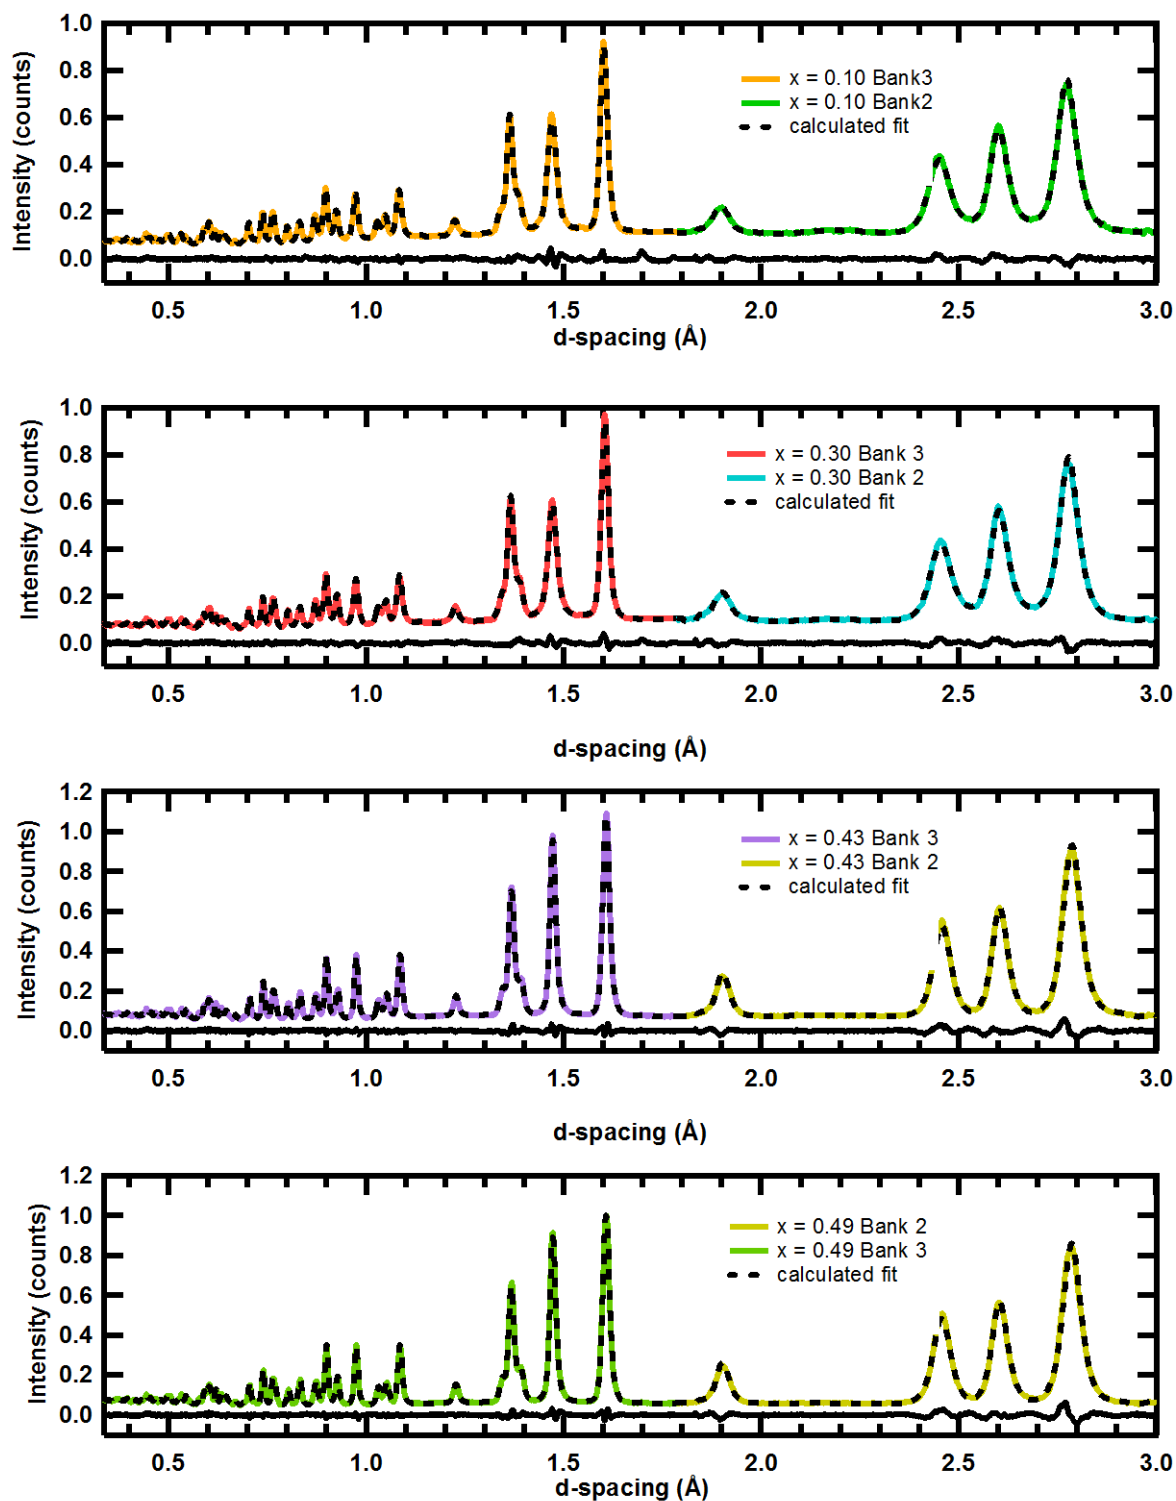 Intensity (counts)
1.0
0.8
0.6
0.4
0.2
0.0
x = 0.10 Bank3
x = 0.10 Bank2
calculated fit
0.5 1.0 1.5 2.0 2.5 3.0
d-spacing (Å)
Intensity (counts)
1.0
0.8
0.6
0.4
0.2
0.0
x = 0.30 Bank 3
x = 0.30 Bank 2
calculated fit
0.5 1.0 1.5 2.0 2.5 3.0
d-spacing (Å)
Intensity (counts)
1.2
1.0
0.8
0.6
0.4
0.2
0.0
x = 0.43 Bank 3
x = 0.43 Bank 2
calculated fit
0.5 1.0 1.5 2.0 2.5 3.0
d-spacing (Å)
Intensity (counts)
1.2
1.0
0.8
0.6
0.4
0.2
0.0
x = 0.49 Bank 2
x = 0.49 Bank 3
calculated fit
0.5 1.0 1.5 2.0 2.5 3.0
d-spacing (Å)